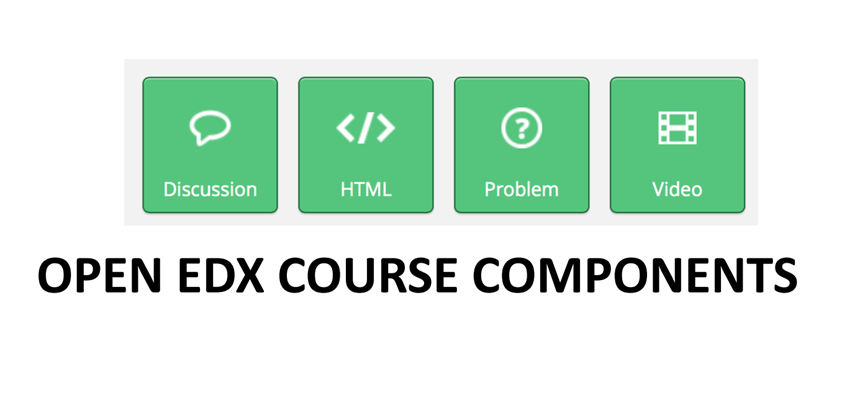 Discussion HTML Problem Video
OPEN EDX COURSE COMPONENTS